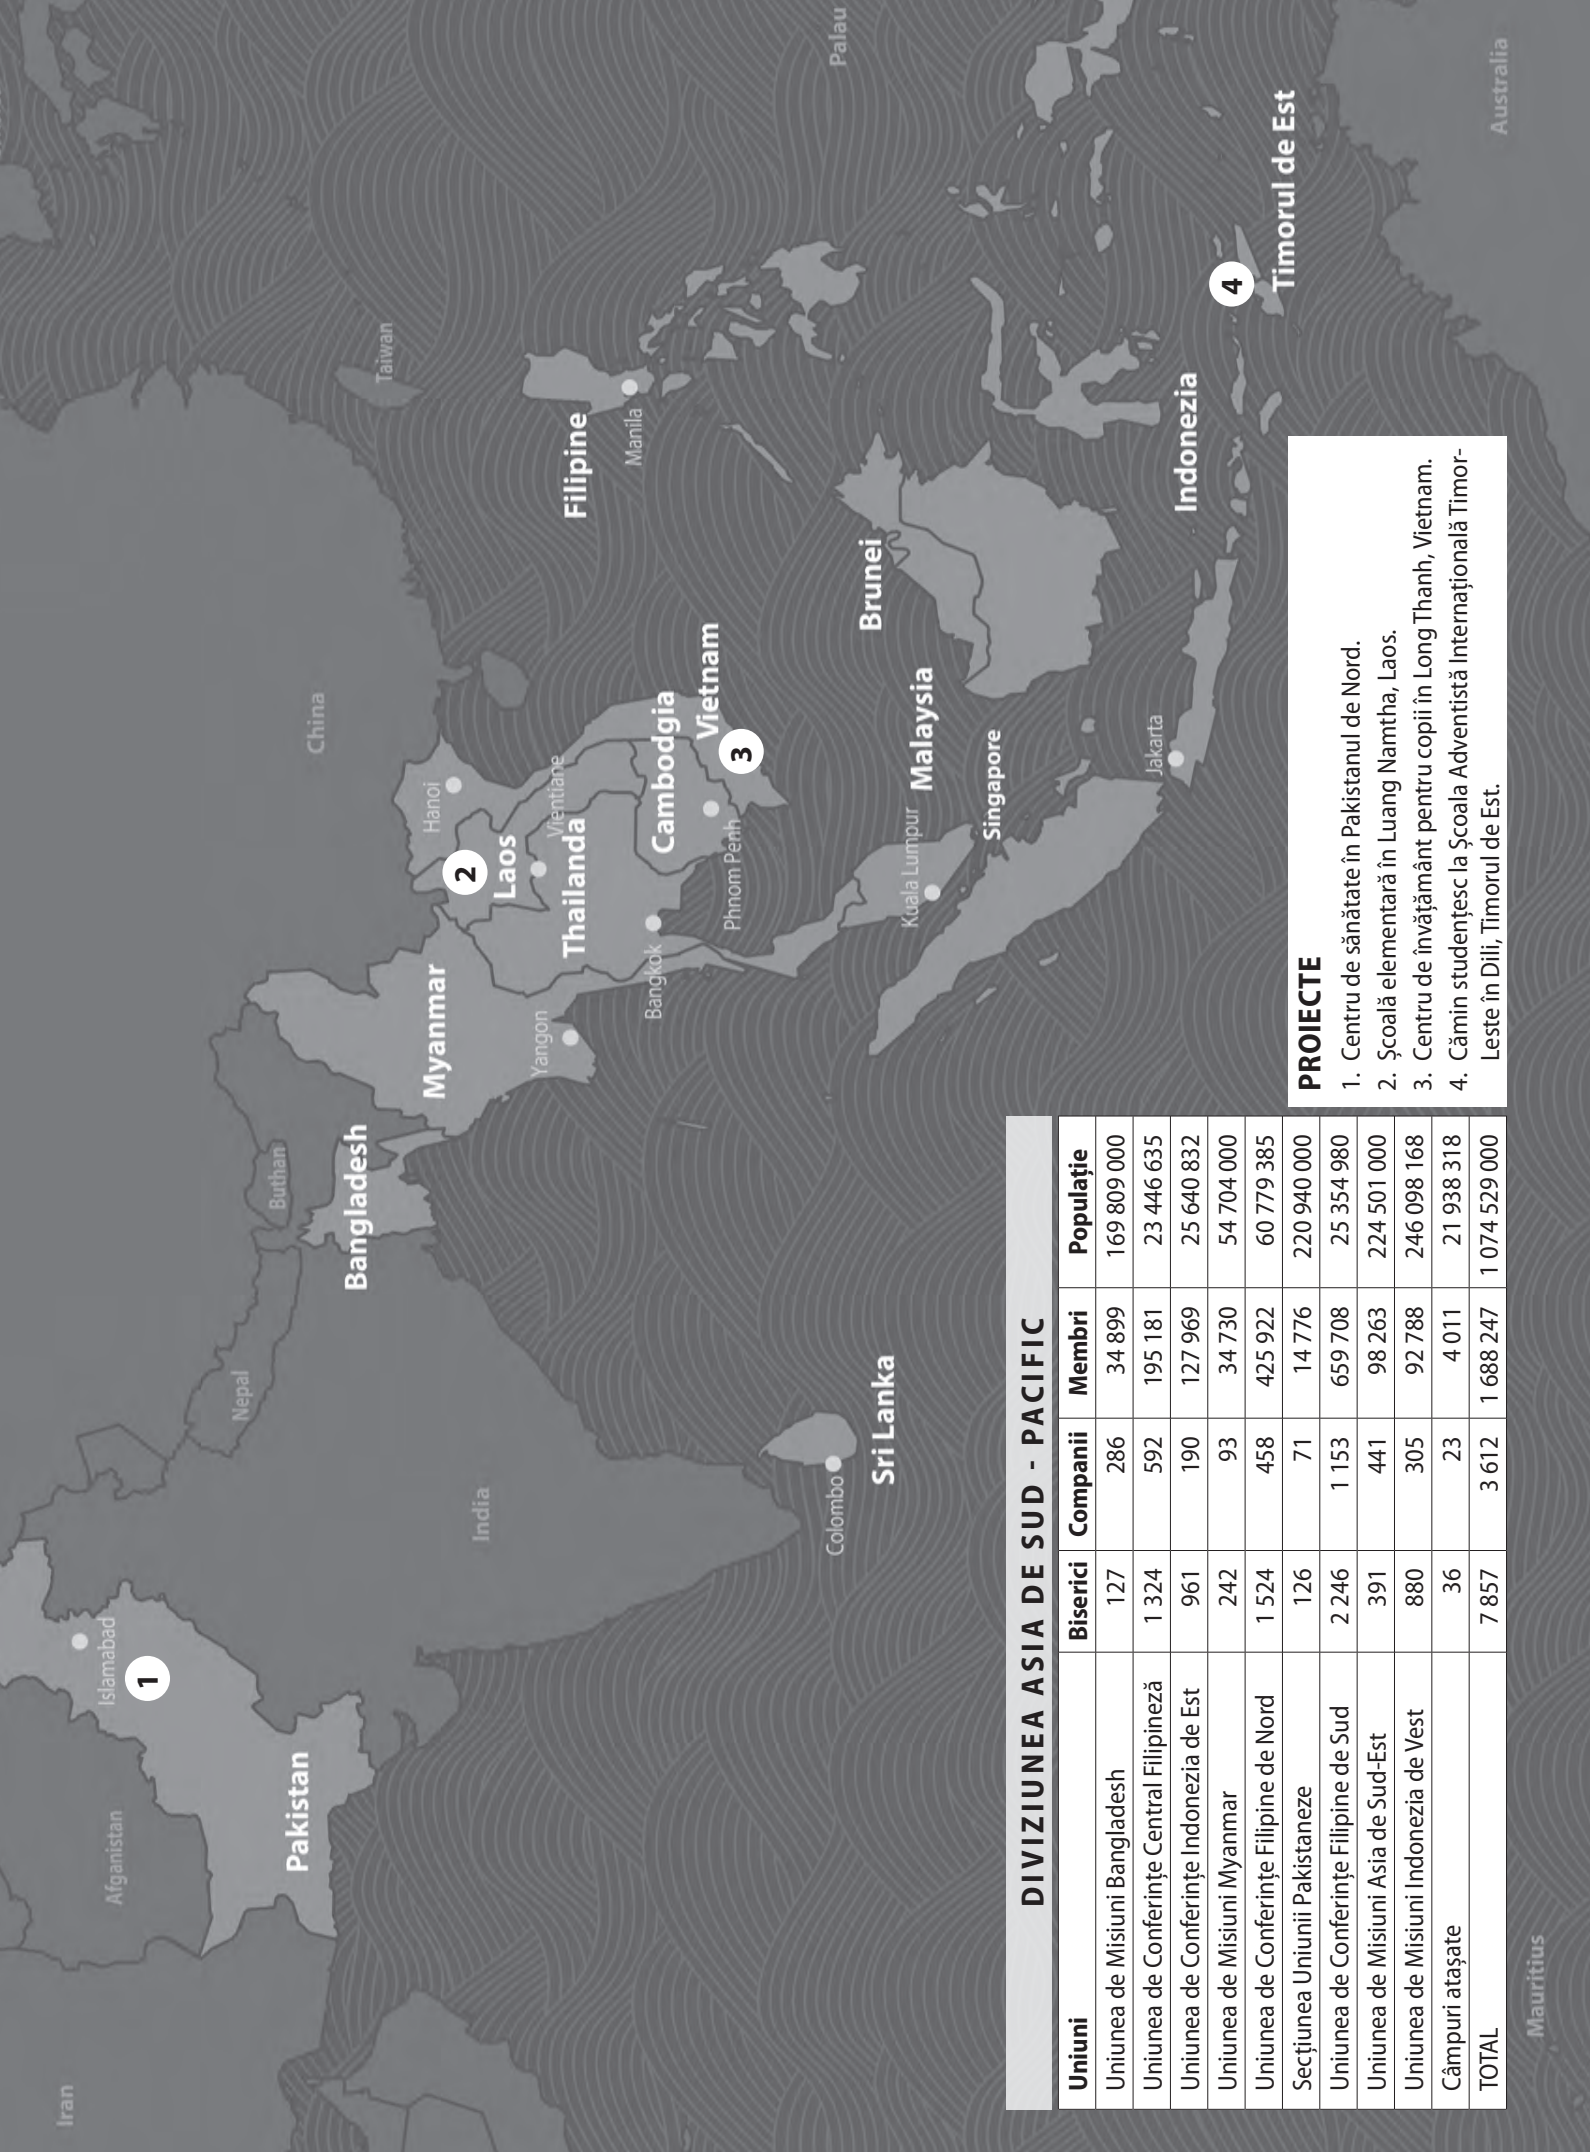 Iran
Afganistan
Pakistan
Islamabad
1
Nepal
India
Buthan
Bangladesh
Colombo
Sri Lanka
China
Myanmar
Yangon
Hanoi
2
Laos
Vientiane
Thailanda
Bangkok
Cambodgia
Phnom Penh
Vietnam
3
Taiwan
Filipine
Manila
Palau
Brunei
Malaysia
Kuala Lumpur
Singapore
Jakarta
Indonezia
4
Timorul de Est
Australia
Mauritius
DIVIZIUNEA ASIA DE SUD - PACIFIC
Uniuni Biserici Companii Membri Populație
Uniunea de Misiuni Bangladesh 127 286 34 899 169 809 000
Uniunea de Conferințe Central Filipineză 1 324 592 195 181 23 446 635
Uniunea de Conferințe Indonezia de Est 961 190 127 969 25 640 832
Uniunea de Misiuni Myanmar 242 93 34 730 54 704 000
Uniunea de Conferințe Filipine de Nord 1 524 458 425 922 60 779 385
Secțiunea Uniunii Pakistaneze 126 71 14 776 220 940 000
Uniunea de Conferințe Filipine de Sud 2 246 1 153 659 708 25 354 980
Uniunea de Misiuni Asia de Sud-Est 391 441 98 263 224 501 000
Uniunea de Misiuni Indonezia de Vest 880 305 92 788 246 098 168
Câmpuri atașate 36 23 4 011 21 938 318
TOTAL 7 857 3 612 1 688 247 1 074 529 000
PROIECTE
1. Centru de sănătate în Pakistanul de Nord.
2. Școală elementară în Luang Namtha, Laos.
3. Centru de învățământ pentru copii în Long Thanh, Vietnam.
4. Cămin studențesc la Școala Adventistă Internațională Timor-
Leste în Dili, Timorul de Est.